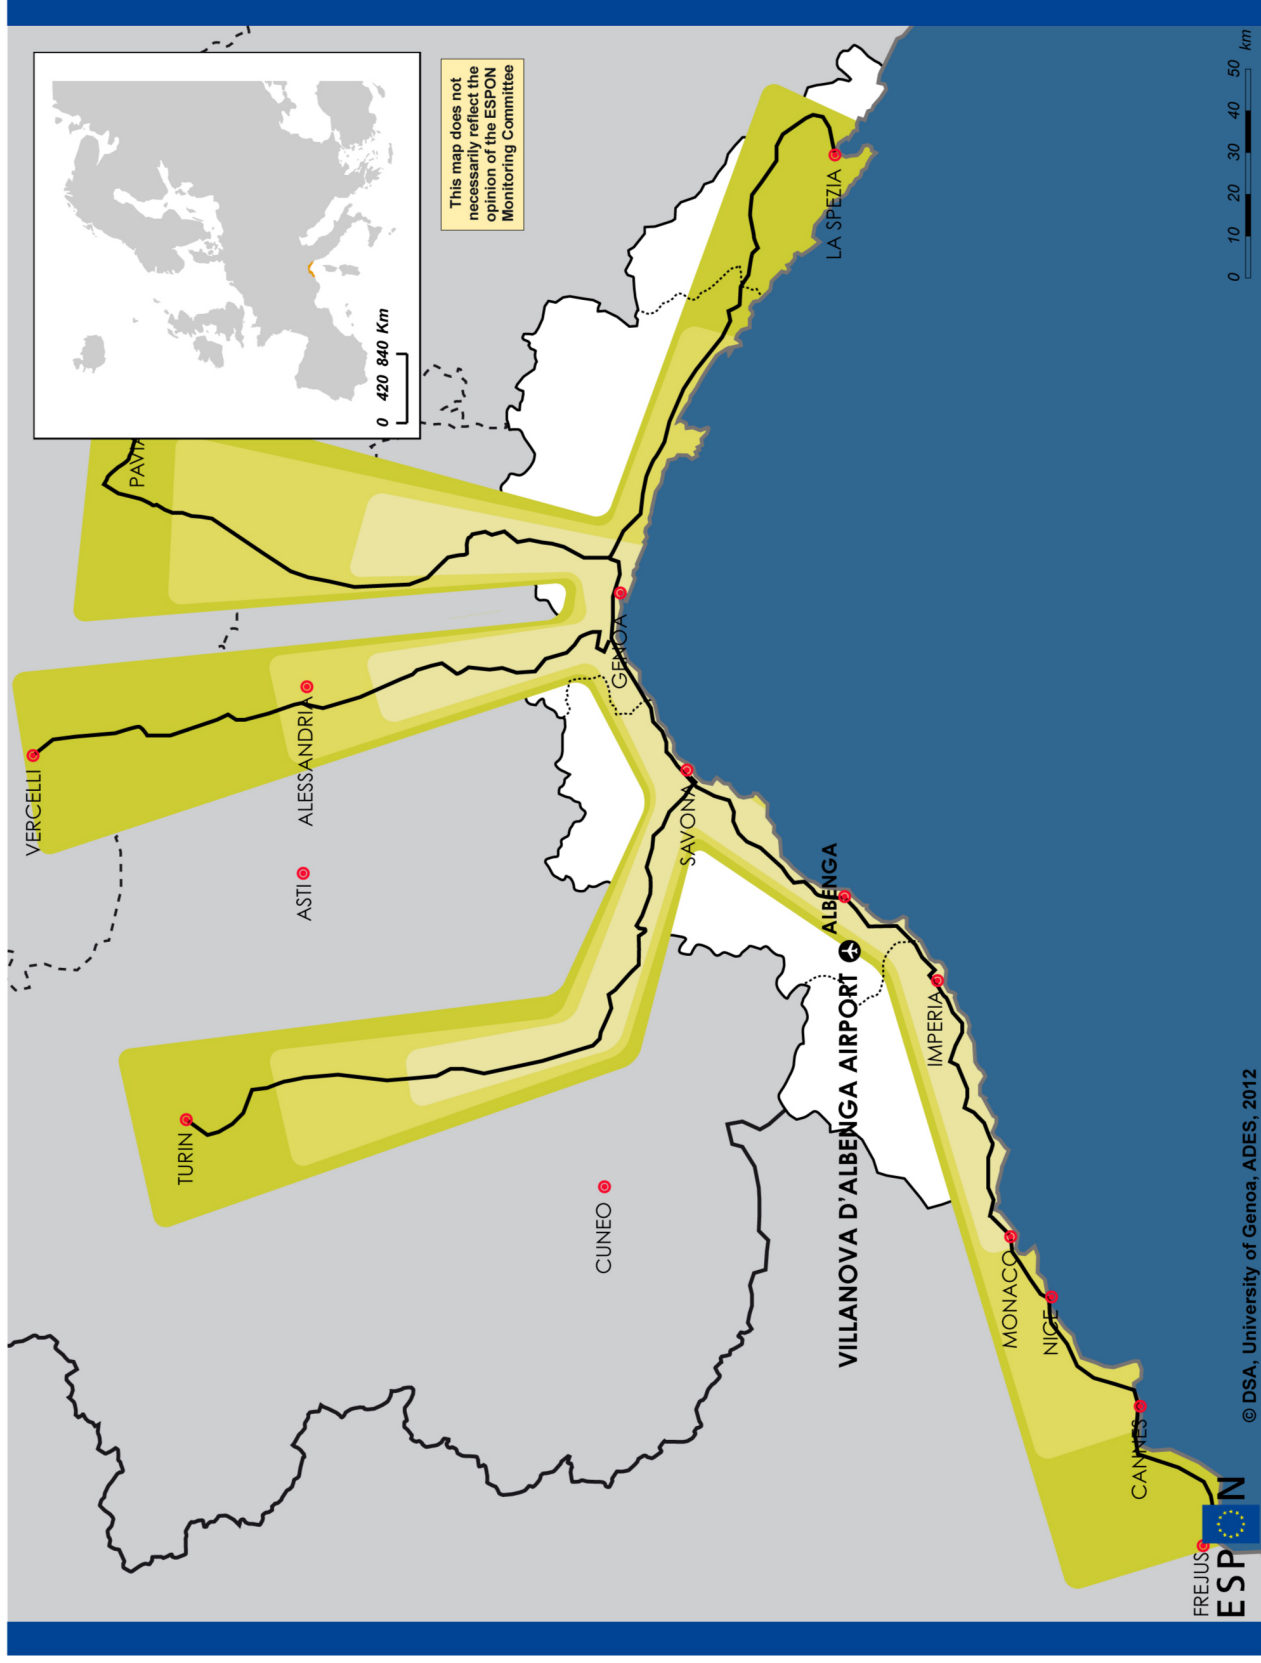 This map does not
necessarily reflect the
opinion of the ESPON
Monitoring Committee
0 420 840 Km
PAVIA
VERCELLI
ALESSANDRIA
ASTI
TURIN
CUNEO
GENOA
SAVONA
LA SPEZIA
ALBENGA
VILLANOVA D'ALBENGA AIRPORT
IMPERIA
MONACO
NICE
CANNES
FREJUS
ESPON
© DSA, University of Genoa, ADES, 2012
0 10 20 30 40 50 km